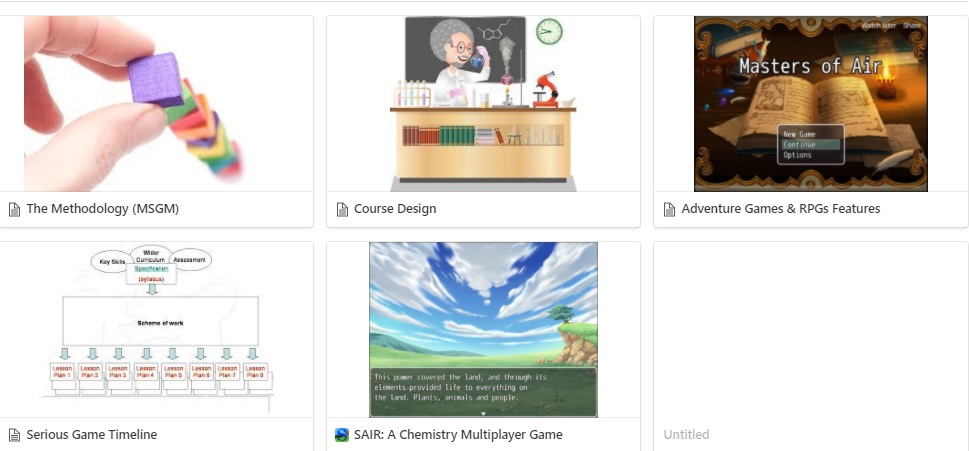 Watch later Share
Masters of Air
New Game
Continue
Options
The Methodology (MSGM)
Course Design
Adventure Games & RPGs Features
Key Skills
Wider
Curriculum
Assessment
Specification
(syllabus)
Scheme of work
Lesson
Plan 1
Lesson
Plan 2
Lesson
Plan 3
Lesson
Plan 4
Lesson
Plan 5
Lesson
Plan 6
Lesson
Plan 7
Lesson
Plan 8
This power covered the land, and through its
elements provided life to everything on
the land. Plants, animals and people.
Serious Game Timeline
SAIR: A Chemistry Multiplayer Game
Untitled